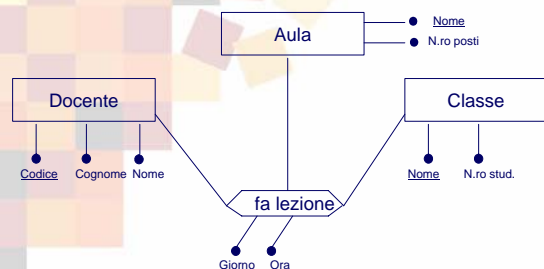 Aula
Nome
N.ro posti
Docente
Classe
Codice Cognome Nome
Nome N.ro stud.
fa lezione
Giorno Ora